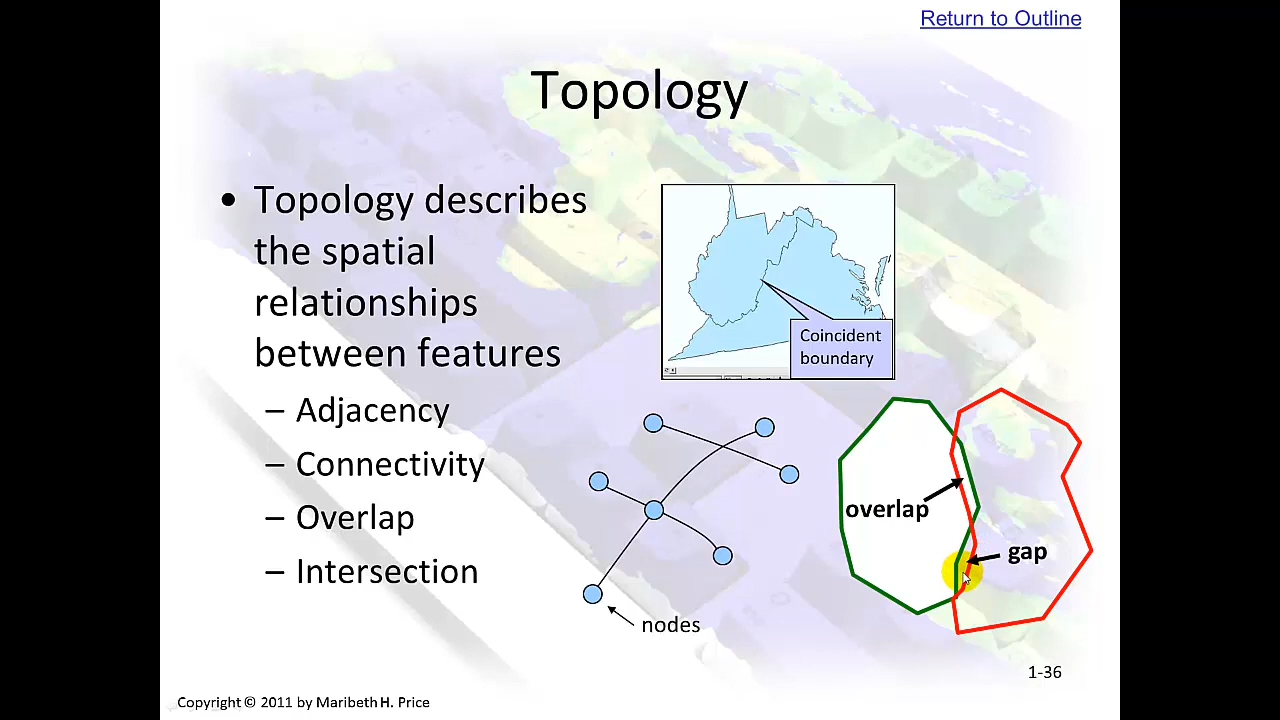 Return to Outline
Topology
• Topology describes
the spatial
relationships
between features
– Adjacency
– Connectivity
– Overlap
– Intersection
Coincident
boundary
nodes
overlap
gap
1-36
Copyright © 2011 by Maribeth H. Price